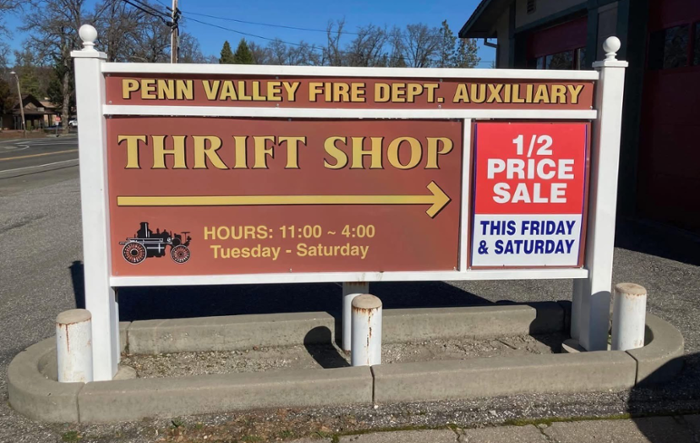 PENN VALLEY FIRE DEPT. AUXILIARY
THRIFT SHOP
HOURS: 11:00 ~ 4:00
Tuesday - Saturday
1/2
PRICE
SALE
THIS FRIDAY
& SATURDAY